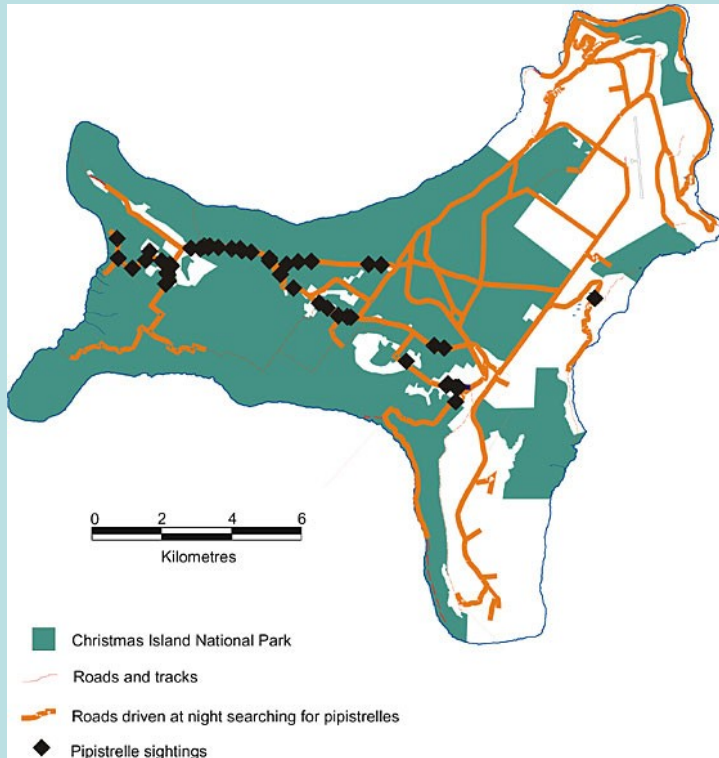 0 2 4 6
Kilometres
Christmas Island National Park
Roads and tracks
Roads driven at night searching for pipistrelles
Pipistrelle sightings